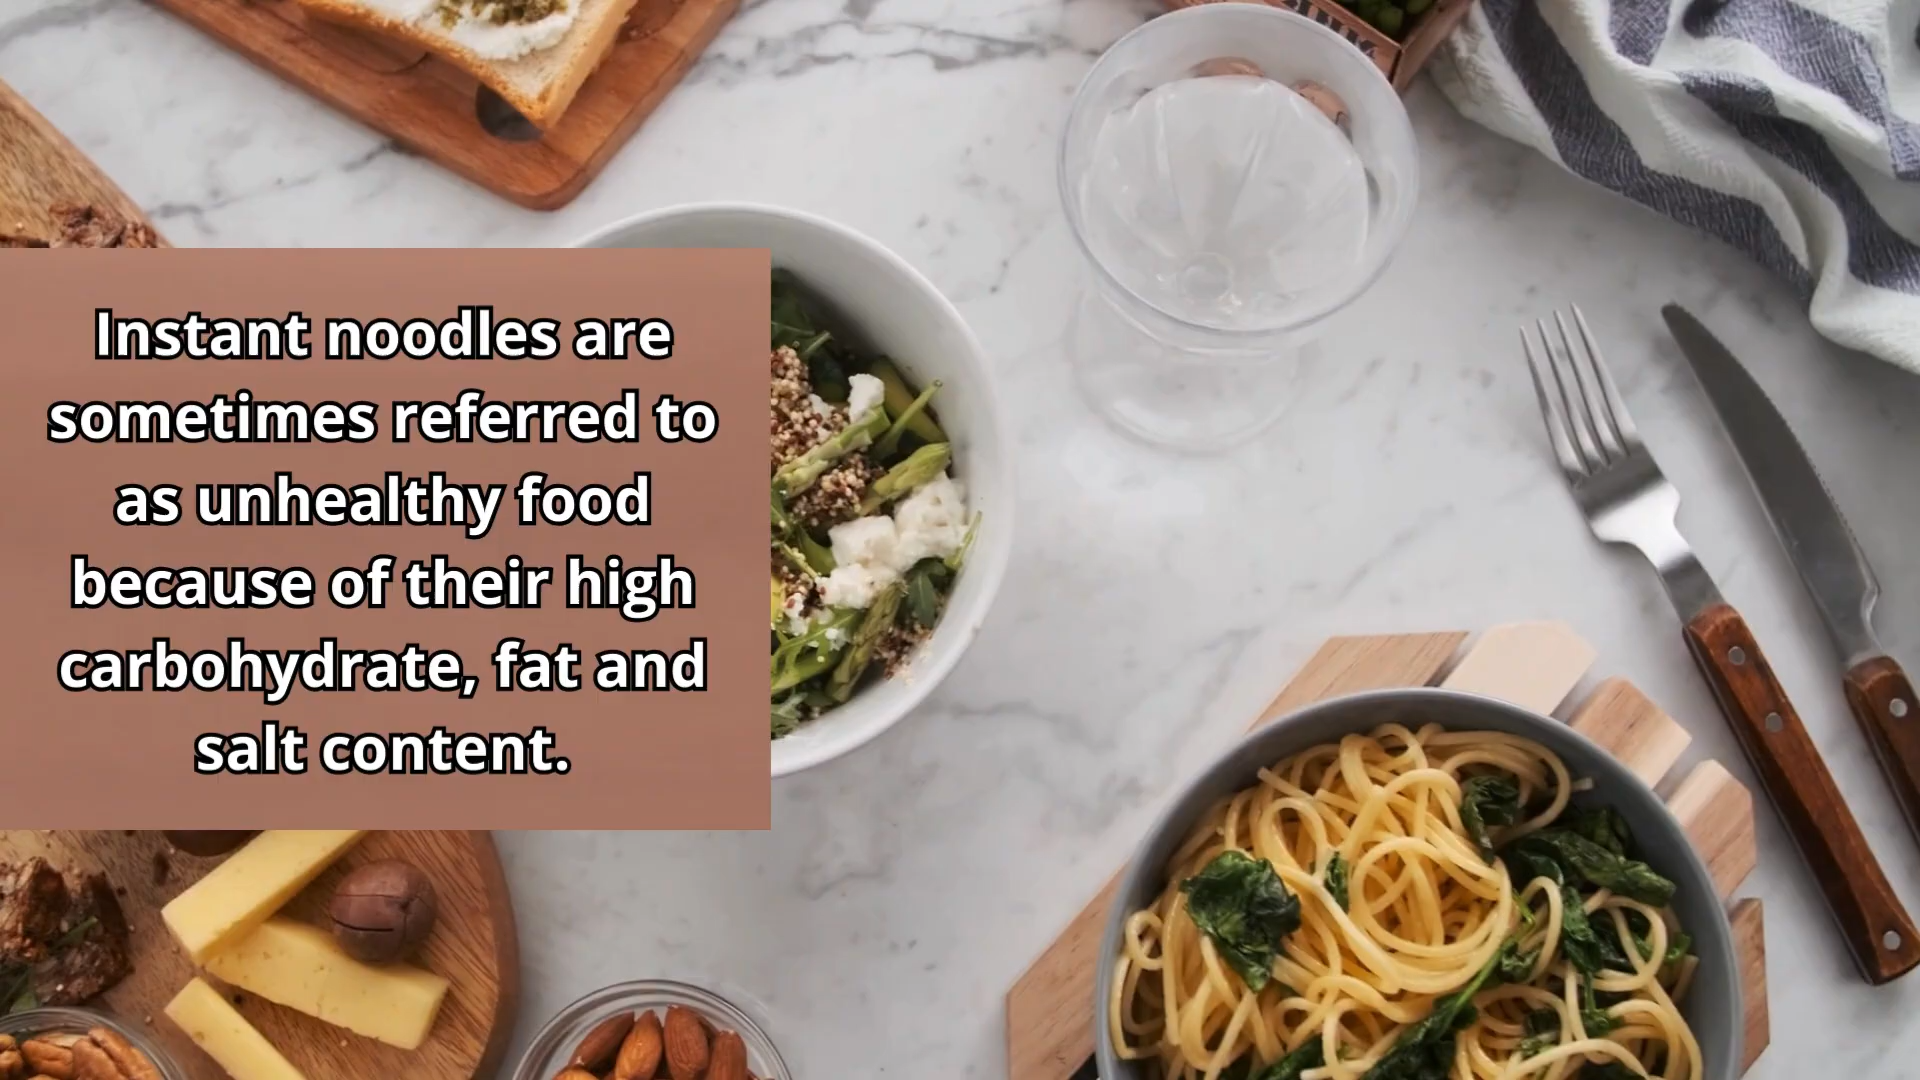 Instant noodles are
sometimes referred to
as unhealthy food
because of their high
carbohydrate, fat and
salt content.